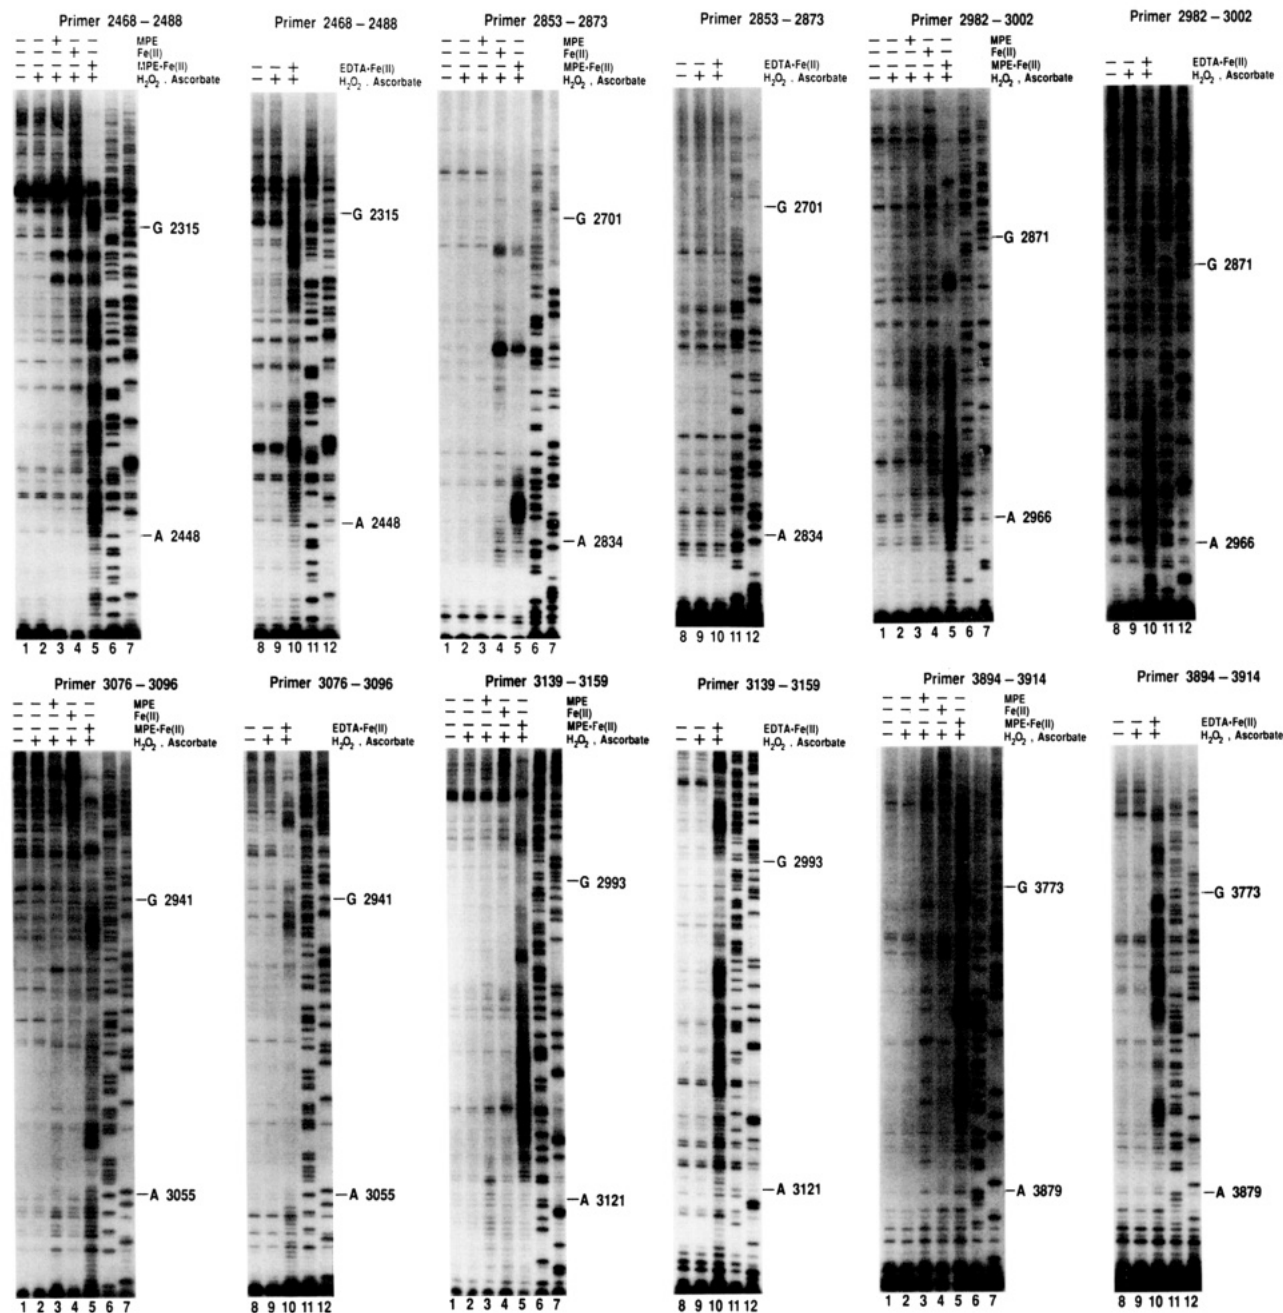 Primer 2468 – 2488
– – + – – MPE
– – – + – Fe(II)
– – – – + MPE-Fe(II)
– + + + + H₂O₂ , Ascorbate
G 2315
A 2448
1 2 3 4 5 6 7
Primer 2468 – 2488
– – + EDTA-Fe(II)
– + + H₂O₂ , Ascorbate
G 2315
A 2448
8 9 10 11 12
Primer 2853 – 2873
– – + – – MPE
– – – + – Fe(II)
– – – – + MPE-Fe(II)
– + + + + H₂O₂ , Ascorbate
G 2701
A 2834
1 2 3 4 5 6 7
Primer 2853 – 2873
– – + EDTA-Fe(II)
– + + H₂O₂ , Ascorbate
G 2701
A 2834
8 9 10 11 12
Primer 2982 – 3002
– – + – – MPE
– – – + – Fe(II)
– – – – + MPE-Fe(II)
– + + + + H₂O₂ , Ascorbate
G 2871
A 2966
1 2 3 4 5 6 7
Primer 2982 – 3002
– – + EDTA-Fe(II)
– + + H₂O₂ , Ascorbate
G 2871
A 2966
8 9 10 11 12
Primer 3076 – 3096
– – + – – MPE
– – – + – Fe(II)
– – – – + MPE-Fe(II)
– + + + + H₂O₂ , Ascorbate
G 2941
A 3055
1 2 3 4 5 6 7
Primer 3076 – 3096
– – + EDTA-Fe(II)
– + + H₂O₂ , Ascorbate
G 2941
A 3055
8 9 10 11 12
Primer 3139 – 3159
– – + – – MPE
– – – + – Fe(II)
– – – – + MPE-Fe(II)
– + + + + H₂O₂ , Ascorbate
G 2993
A 3121
1 2 3 4 5 6 7
Primer 3139 – 3159
– – + EDTA-Fe(II)
– + + H₂O₂ , Ascorbate
G 2993
A 3121
8 9 10 11 12
Primer 3894 – 3914
– – + – – MPE
– – – + – Fe(II)
– – – – + MPE-Fe(II)
– + + + + H₂O₂ , Ascorbate
G 3773
A 3879
1 2 3 4 5 6 7
Primer 3894 – 3914
– – + EDTA-Fe(II)
– + + H₂O₂ , Ascorbate
G 3773
A 3879
8 9 10 11 12